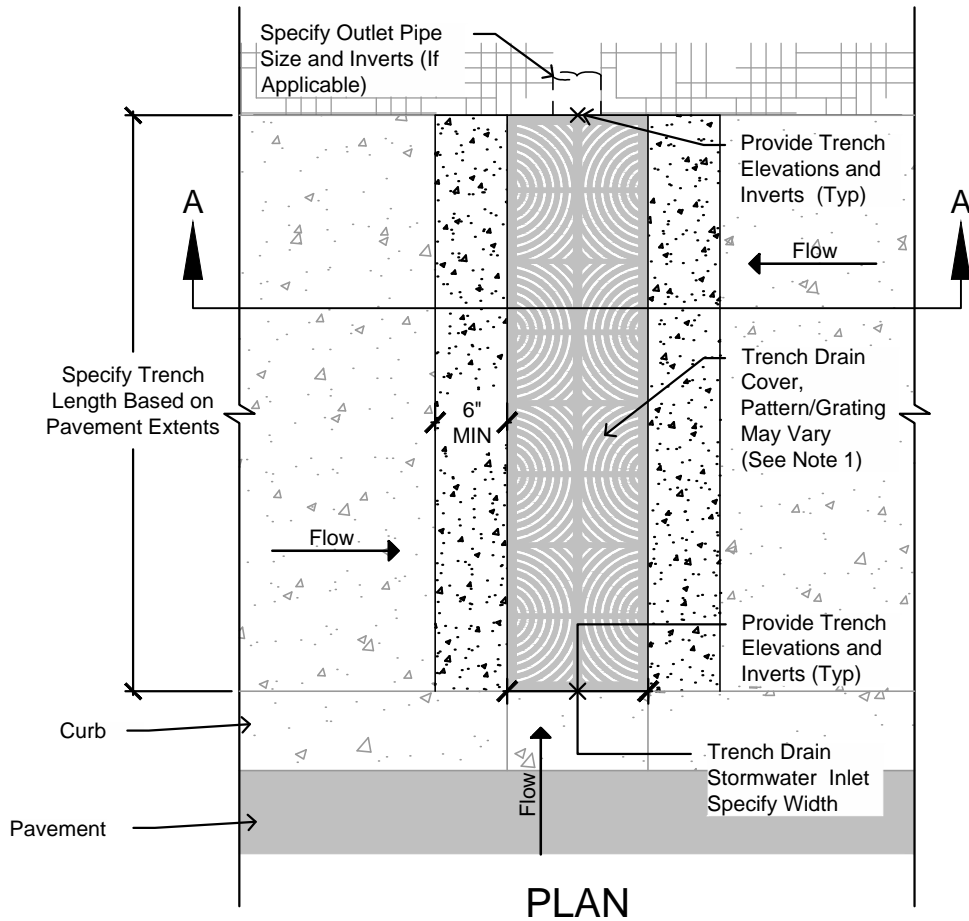 Specify Outlet Pipe
Size and Inverts (If
Applicable)
Provide Trench
Elevations and
Inverts (Typ)
A
A
Flow
Specify Trench
Length Based on
Pavement Extents
6"
MIN
Trench Drain
Cover,
Pattern/Grating
May Vary
(See Note 1)
Flow
Provide Trench
Elevations and
Inverts (Typ)
Curb
Trench Drain
Stormwater Inlet
Specify Width
Flow
Pavement
PLAN